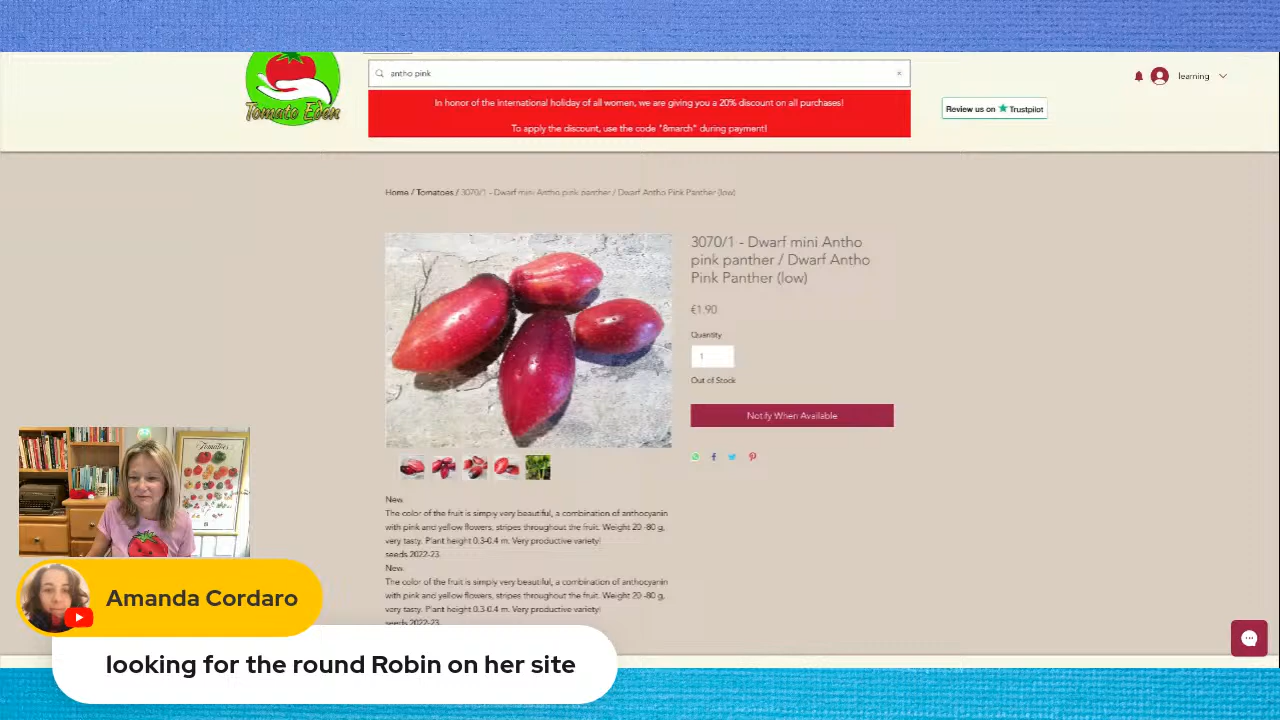 antho pink
In honor of the international holiday of all women, we are giving you a 20% discount on all purchases!
To apply the discount, use the code "8march" during payment!
Tomato Eden
learning
Review us on Trustpilot
Home / Tomatoes / 3070/1 - Dwarf mini Antho pink panther / Dwarf Antho Pink Panther (low)
3070/1 - Dwarf mini Antho
pink panther / Dwarf Antho
Pink Panther (low)
€1.90
Quantity
1
Out of Stock
Notify When Available
New.
The color of the fruit is simply very beautiful, a combination of anthocyanin
with pink and yellow flowers, stripes throughout the fruit. Weight 20 -80 g,
very tasty. Plant height 0.3-0.4 m. Very productive variety!
seeds 2022-23.
New.
The color of the fruit is simply very beautiful, a combination of anthocyanin
with pink and yellow flowers, stripes throughout the fruit. Weight 20 -80 g,
very tasty. Plant height 0.3-0.4 m. Very productive variety!
seeds 2022-23.
Tomatoes
Amanda Cordaro
looking for the round Robin on her site